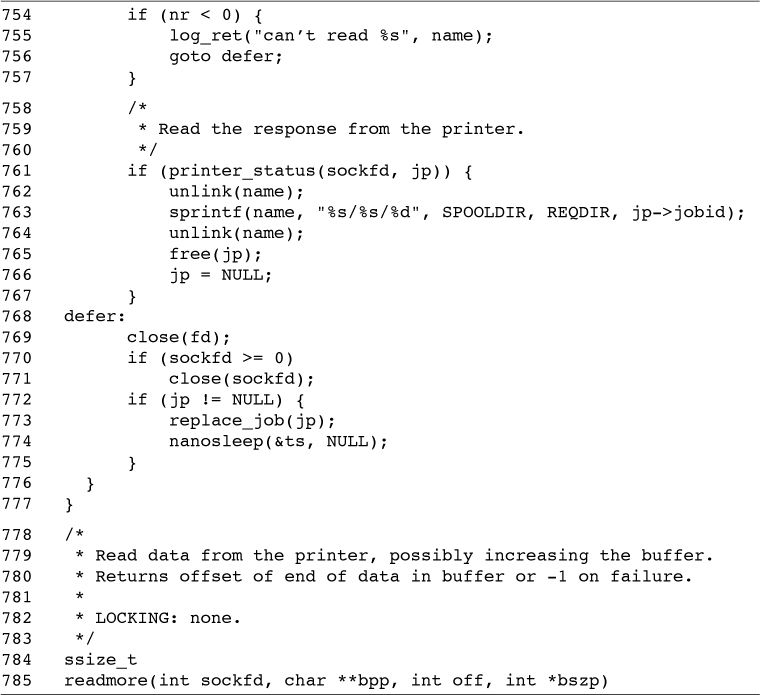 754         if (nr < 0) {
755             log_ret("can't read %s", name);
756             goto defer;
757         }
758         /*
759          * Read the response from the printer.
760          */
761         if (printer_status(sockfd, jp)) {
762             unlink(name);
763             sprintf(name, "%s/%s/%d", SPOOLDIR, REQDIR, jp->jobid);
764             unlink(name);
765             free(jp);
766             jp = NULL;
767         }
768   defer:
769         close(fd);
770         if (sockfd >= 0)
771             close(sockfd);
772         if (jp != NULL) {
773             replace_job(jp);
774             nanosleep(&ts, NULL);
775         }
776     }
777   }
778   /*
779    * Read data from the printer, possibly increasing the buffer.
780    * Returns offset of end of data in buffer or -1 on failure.
781    *
782    * LOCKING: none.
783    */
784   ssize_t
785   readmore(int sockfd, char **bpp, int off, int *bszp)